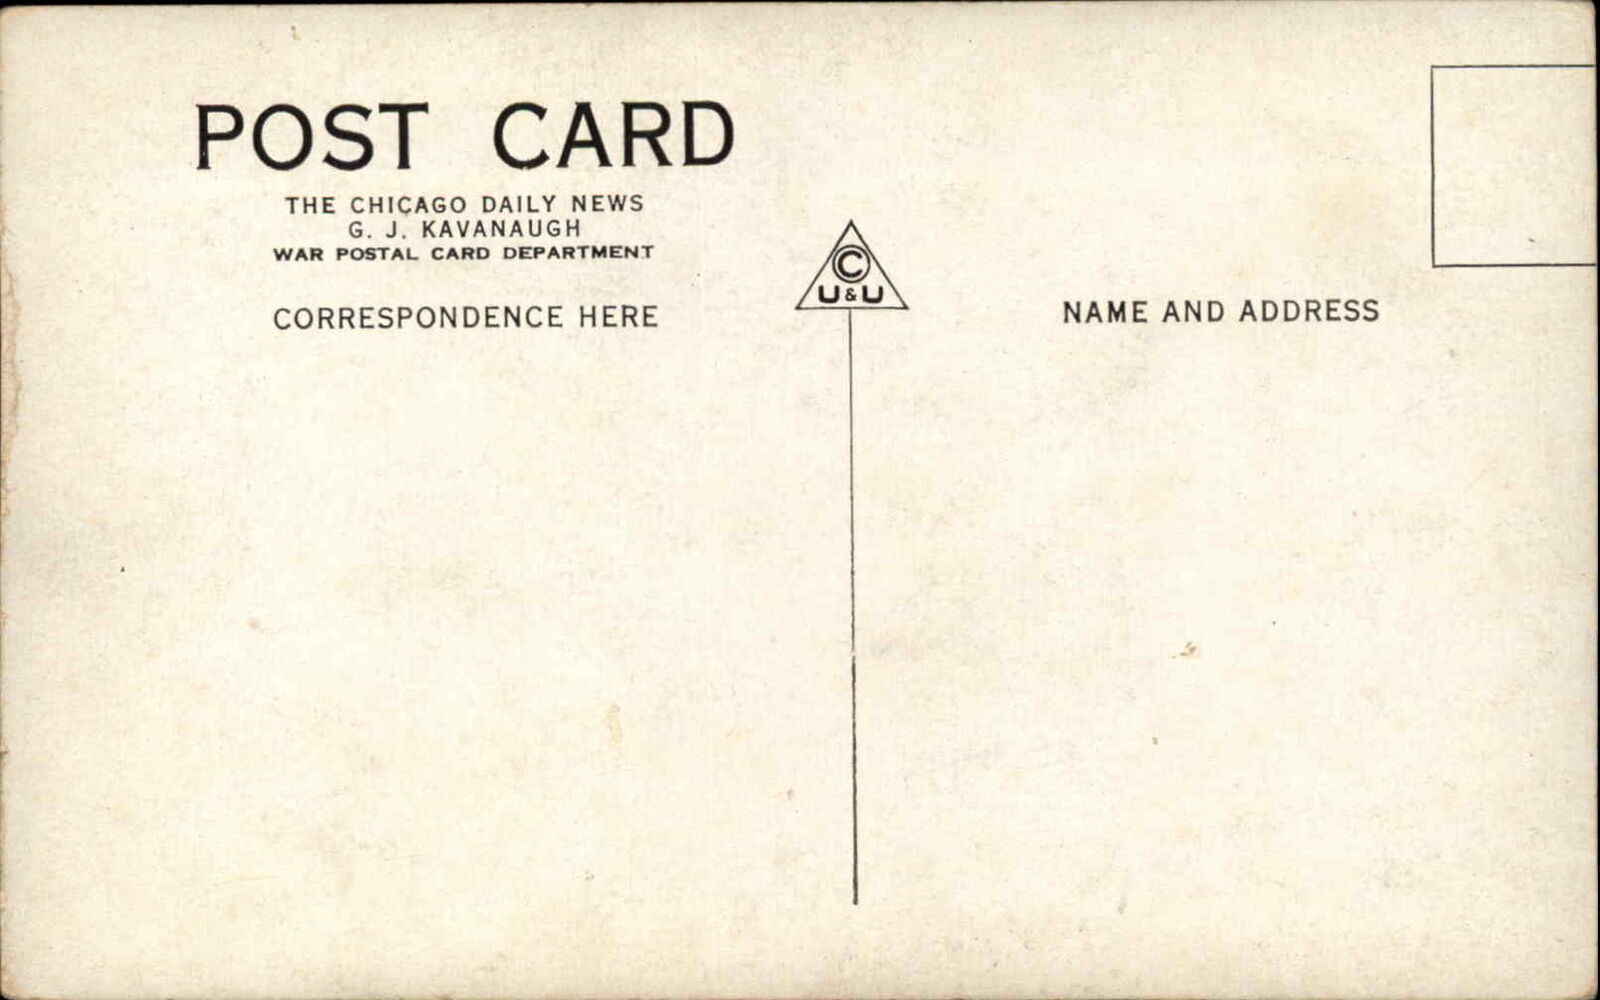 POST CARD
THE CHICAGO DAILY NEWS
G. J. KAVANAUGH
WAR POSTAL CARD DEPARTMENT
CORRESPONDENCE HERE
©
U & U
NAME AND ADDRESS